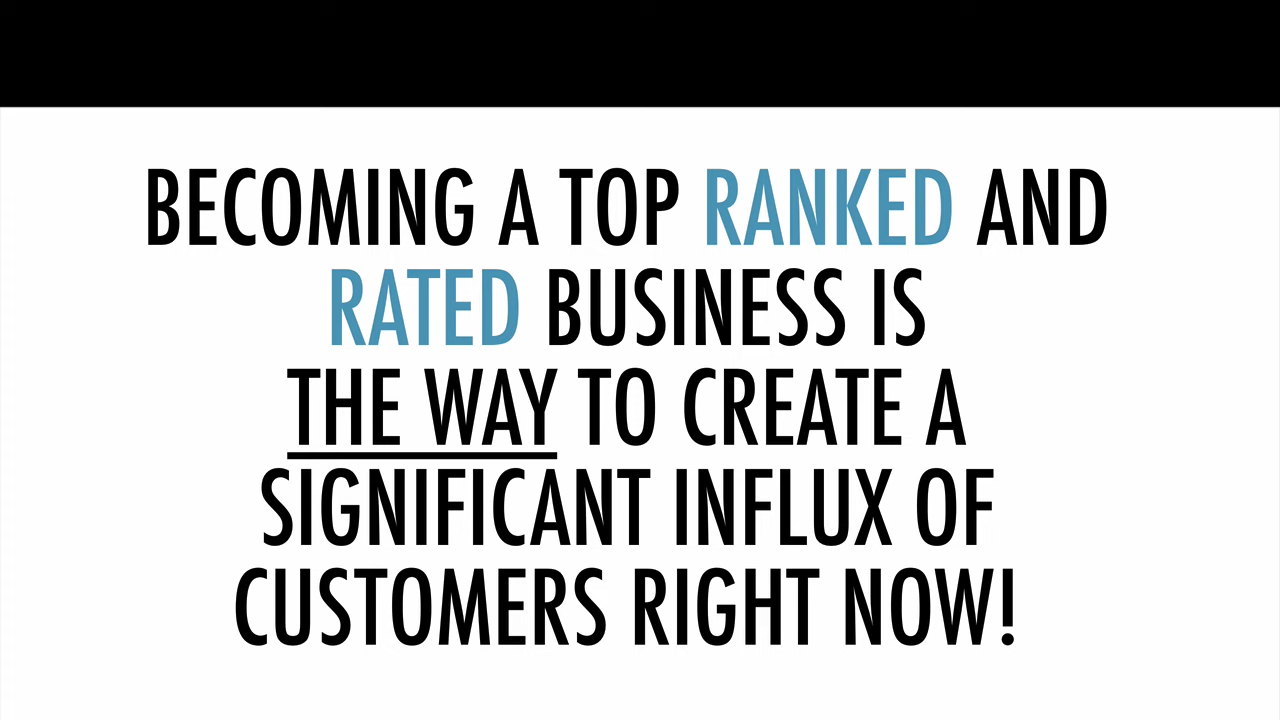 BECOMING A TOP RANKED AND
RATED BUSINESS IS
THE WAY TO CREATE A
SIGNIFICANT INFLUX OF
CUSTOMERS RIGHT NOW!